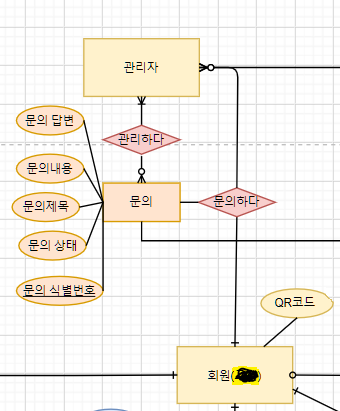 관리자
문의 답변
관리하다
문의내용
문의제목
문의
문의하다
문의 상태
문의 식별번호
QR코드
회원(